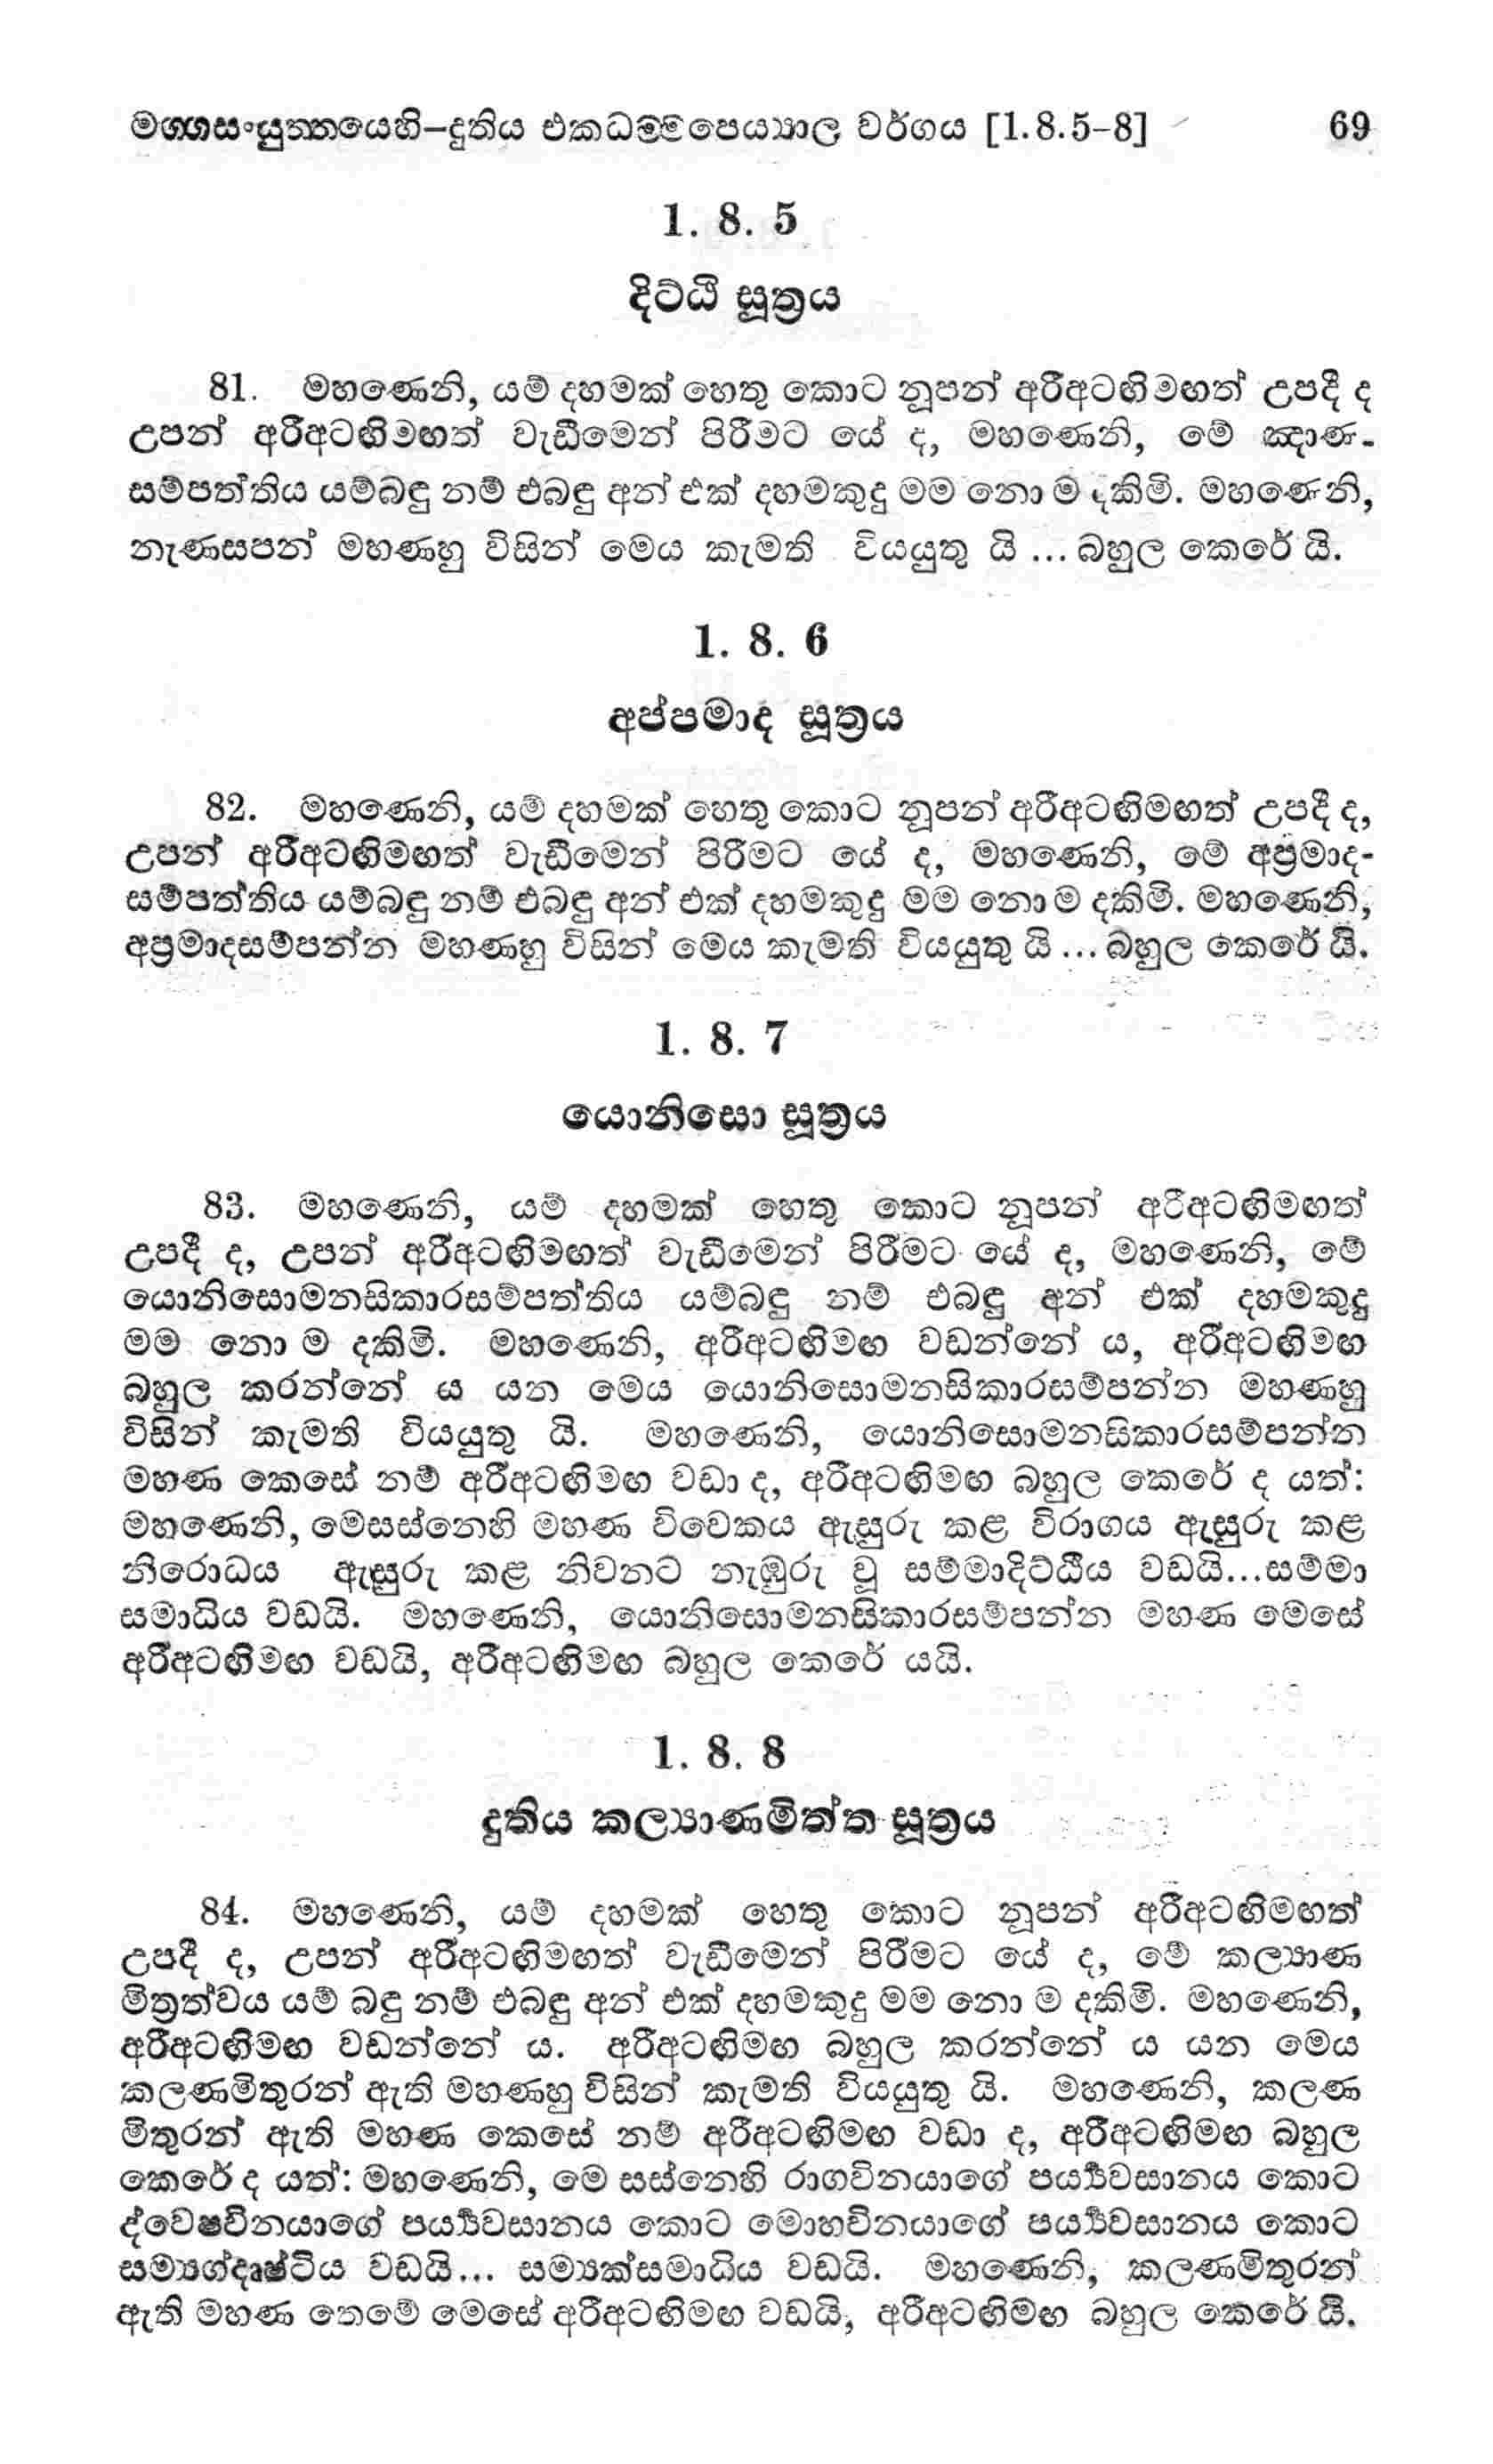 මග්ගසංයුත්තයෙහි–දුතිය ඒකධම්මපෙය්‍යාල වර්ගය [1.8.5-8] 69
1. 8. 5
දිට්ඨි සූත්‍රය
81. මහණෙනි, යම් දහමක් හෙතු කොට නූපන් අරීඅටඟිමඟත් උපදී ද
උපන් අරීඅටඟිමඟත් වැඩීමෙන් පිරීමට යේ ද, මහණෙනි, මේ ඤාණ-
සම්පත්තිය යම්බඳු නම් එබඳු අන් එක් දහමකුදු මම නො ම දකිමි. මහණෙනි,
නැණසපන් මහණහු විසින් මෙය කැමති වියයුතු යි ... බහුල කෙරේ යි.
1. 8. 6
අප්පමාද සූත්‍රය
82. මහණෙනි, යම් දහමක් හෙතු කොට නූපන් අරීඅටඟිමඟත් උපදී ද,
උපන් අරීඅටඟිමඟත් වැඩීමෙන් පිරීමට යේ ද, මහණෙනි, මේ අප්‍රමාද-
සම්පත්තිය යම්බඳු නම් එබඳු අන් එක් දහමකුදු මම නො ම දකිමි. මහණෙනි,
අප්‍රමාදසම්පන්න මහණහු විසින් මෙය කැමති වියයුතු යි ... බහුල කෙරේ යි.
1. 8. 7
යොනිසො සූත්‍රය
83. මහණෙනි, යම් දහමක් හෙතු කොට නූපන් අරීඅටඟිමඟත්
උපදී ද, උපන් අරීඅටඟිමඟත් වැඩීමෙන් පිරීමට යේ ද, මහණෙනි, මේ
යොනිසොමනසිකාරසම්පත්තිය යම්බඳු නම් එබඳු අන් එක් දහමකුදු
මම නො ම දකිමි. මහණෙනි, අරීඅටඟිමඟ වඩන්නේ ය, අරීඅටඟිමඟ
බහුල කරන්නේ ය යන මෙය යොනිසොමනසිකාරසම්පන්න මහණහු
විසින් කැමති වියයුතු යි. මහණෙනි, යොනිසොමනසිකාරසම්පන්න
මහණ කෙසේ නම් අරීඅටඟිමඟ වඩා ද, අරීඅටඟිමඟ බහුල කෙරේ ද යත්:
මහණෙනි, මෙසස්නෙහි මහණ විවෙකය ඇසුරු කළ විරාගය ඇසුරු කළ
නිරොධය ඇසුරු කළ නිවනට නැඹුරු වූ සම්මාදිට්ඨිය වඩයි...සම්මා
සමාධිය වඩයි. මහණෙනි, යොනිසොමනසිකාරසම්පන්න මහණ මෙසේ
අරීඅටඟිමඟ වඩයි, අරීඅටඟිමඟ බහුල කෙරේ යයි.
1. 8. 8
දුතිය කල්‍යාණමිත්ත සූත්‍රය
84. මහණෙනි, යම් දහමක් හෙතු කොට නූපන් අරීඅටඟිමඟත්
උපදී ද, උපන් අරීඅටඟිමඟත් වැඩීමෙන් පිරීමට යේ ද, මේ කල්‍යාණ
මිත්‍රත්වය යම් බඳු නම් එබඳු අන් එක් දහමකුදු මම නො ම දකිමි. මහණෙනි,
අරීඅටඟිමඟ වඩන්නේ ය. අරීඅටඟිමඟ බහුල කරන්නේ ය යන මෙය
කලණමිතුරන් ඇති මහණහු විසින් කැමති වියයුතු යි. මහණෙනි, කලණ
මිතුරන් ඇති මහණ කෙසේ නම් අරීඅටඟිමඟ වඩා ද, අරීඅටඟිමඟ බහුල
කෙරේ ද යත්: මහණෙනි, මෙ සස්නෙහි රාගවිනයාගේ පර්‍ය්‍යවසානය කොට
ද්වේෂවිනයාගේ පර්‍ය්‍යවසානය කොට මොහවිනයාගේ පර්‍ය්‍යවසානය කොට
සම්‍යග්දෘෂ්ටිය වඩයි... සම්‍යක්සමාධිය වඩයි. මහණෙනි, කලණමිතුරන්
ඇති මහණ තෙමේ මෙසේ අරීඅටඟිමඟ වඩයි, අරීඅටඟිමඟ බහුල කෙරේ යි.